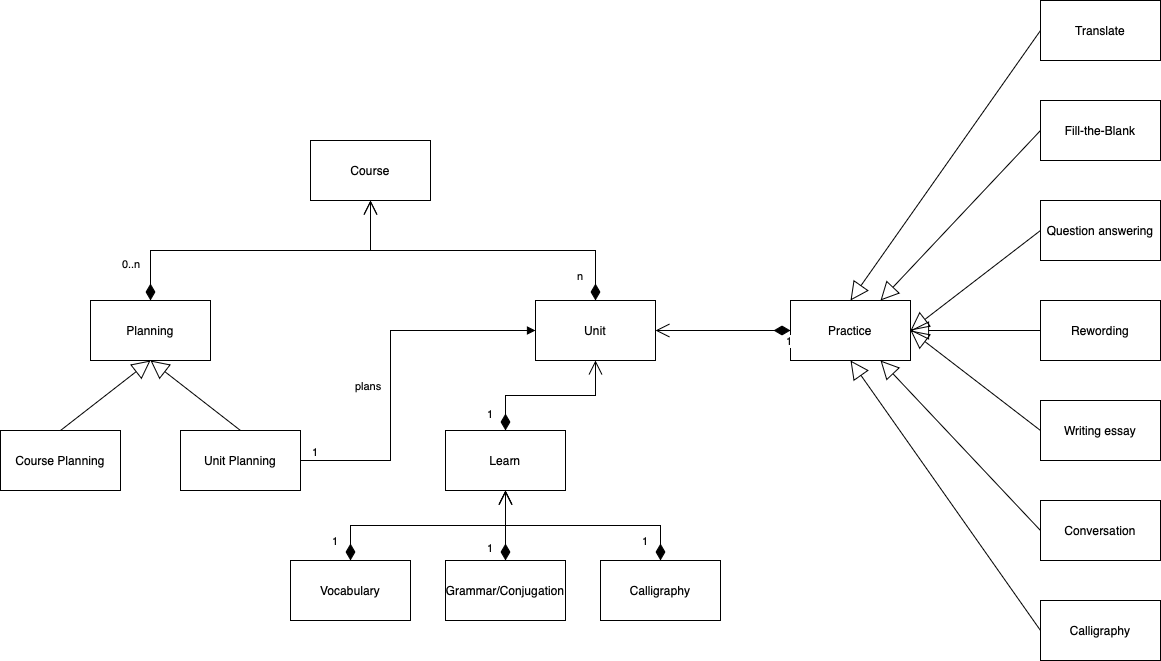 Translate
Fill-the-Blank
Course
Question answering
0..n
n
Planning
Unit
1
Practice
Rewording
plans
1
Writing essay
Course Planning
Unit Planning
1
Learn
Conversation
1
1
1
Vocabulary
Grammar/Conjugation
Calligraphy
Calligraphy